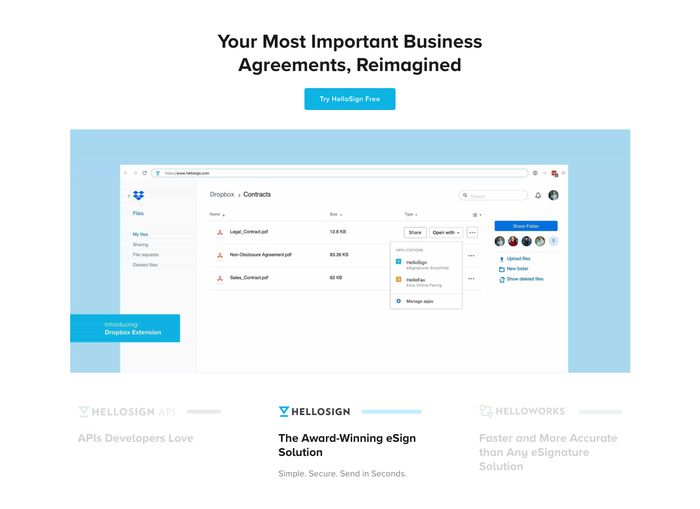 Your Most Important Business
Agreements, Reimagined
Try HelloSign Free
https://www.hellosign.com
Dropbox › Contracts
Search
Files
Name
Size
Type
My files
Sharing
File requests
Deleted files
Legal_Contract.pdf
12.8 KB
Share
Open with
Share Folder
Non-Disclosure Agreement.pdf
83.39 KB
Sales_Contract.pdf
62 KB
APPLICATIONS
HelloSign
eSignatures Simplified
HelloFax
Easy Online Faxing
Manage apps
Upload files
New folder
Show deleted files
Introducing:
Dropbox Extension
HELLOSIGN API
APIs Developers Love
HELLOSIGN
The Award-Winning eSign
Solution
Simple. Secure. Send in Seconds.
HELLOWORKS
Faster and More Accurate
than Any eSignature
Solution